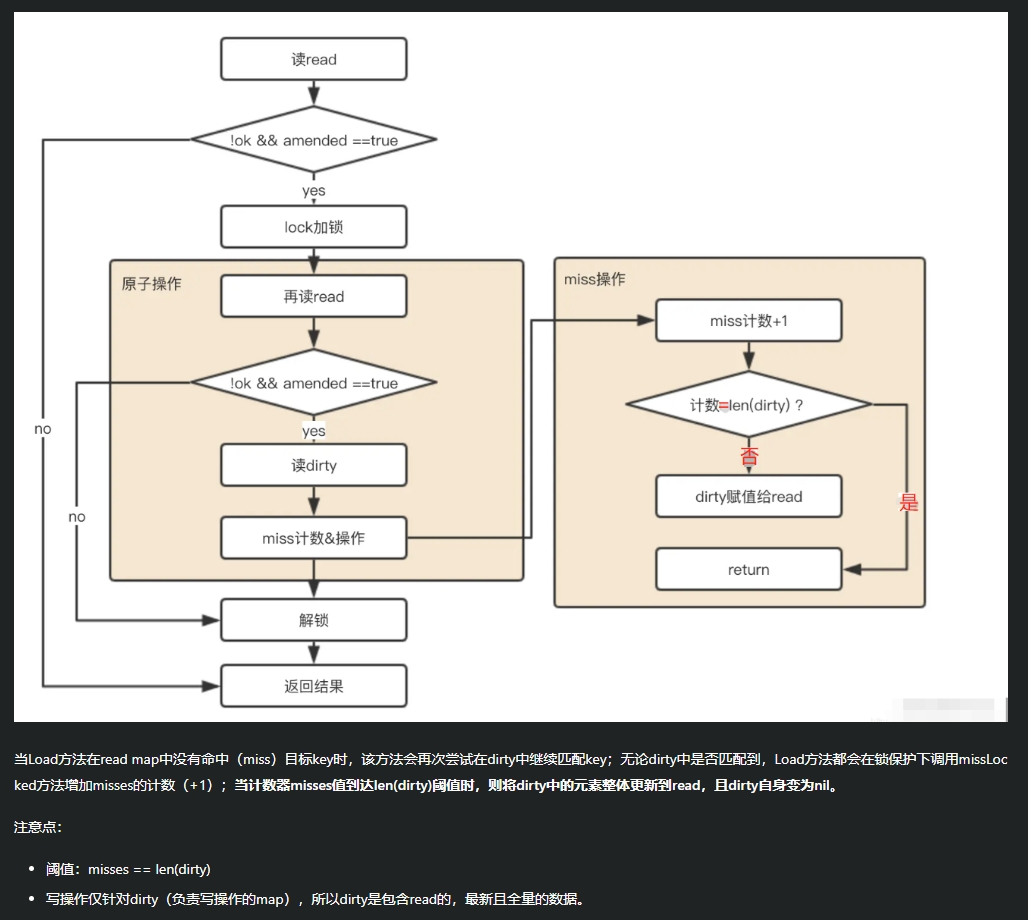 读read
!ok && amended ==true
yes
lock加锁
原子操作
再读read
!ok && amended ==true
yes
读dirty
miss计数&操作
no
no
解锁
返回结果
miss操作
miss计数+1
计数=len(dirty) ?
否
dirty赋值给read
是
return
当Load方法在read map中没有命中（miss）目标key时，该方法会再次尝试在dirty中继续匹配key；无论dirty中是否匹配到，Load方法都会在锁保护下调用missLoc
ked方法增加misses的计数（+1）；当计数器misses值到达len(dirty)阈值时，则将dirty中的元素整体更新到read，且dirty自身变为nil。
注意点：
• 阈值：misses == len(dirty)
• 写操作仅针对dirty（负责写操作的map），所以dirty是包含read的，最新且全量的数据。